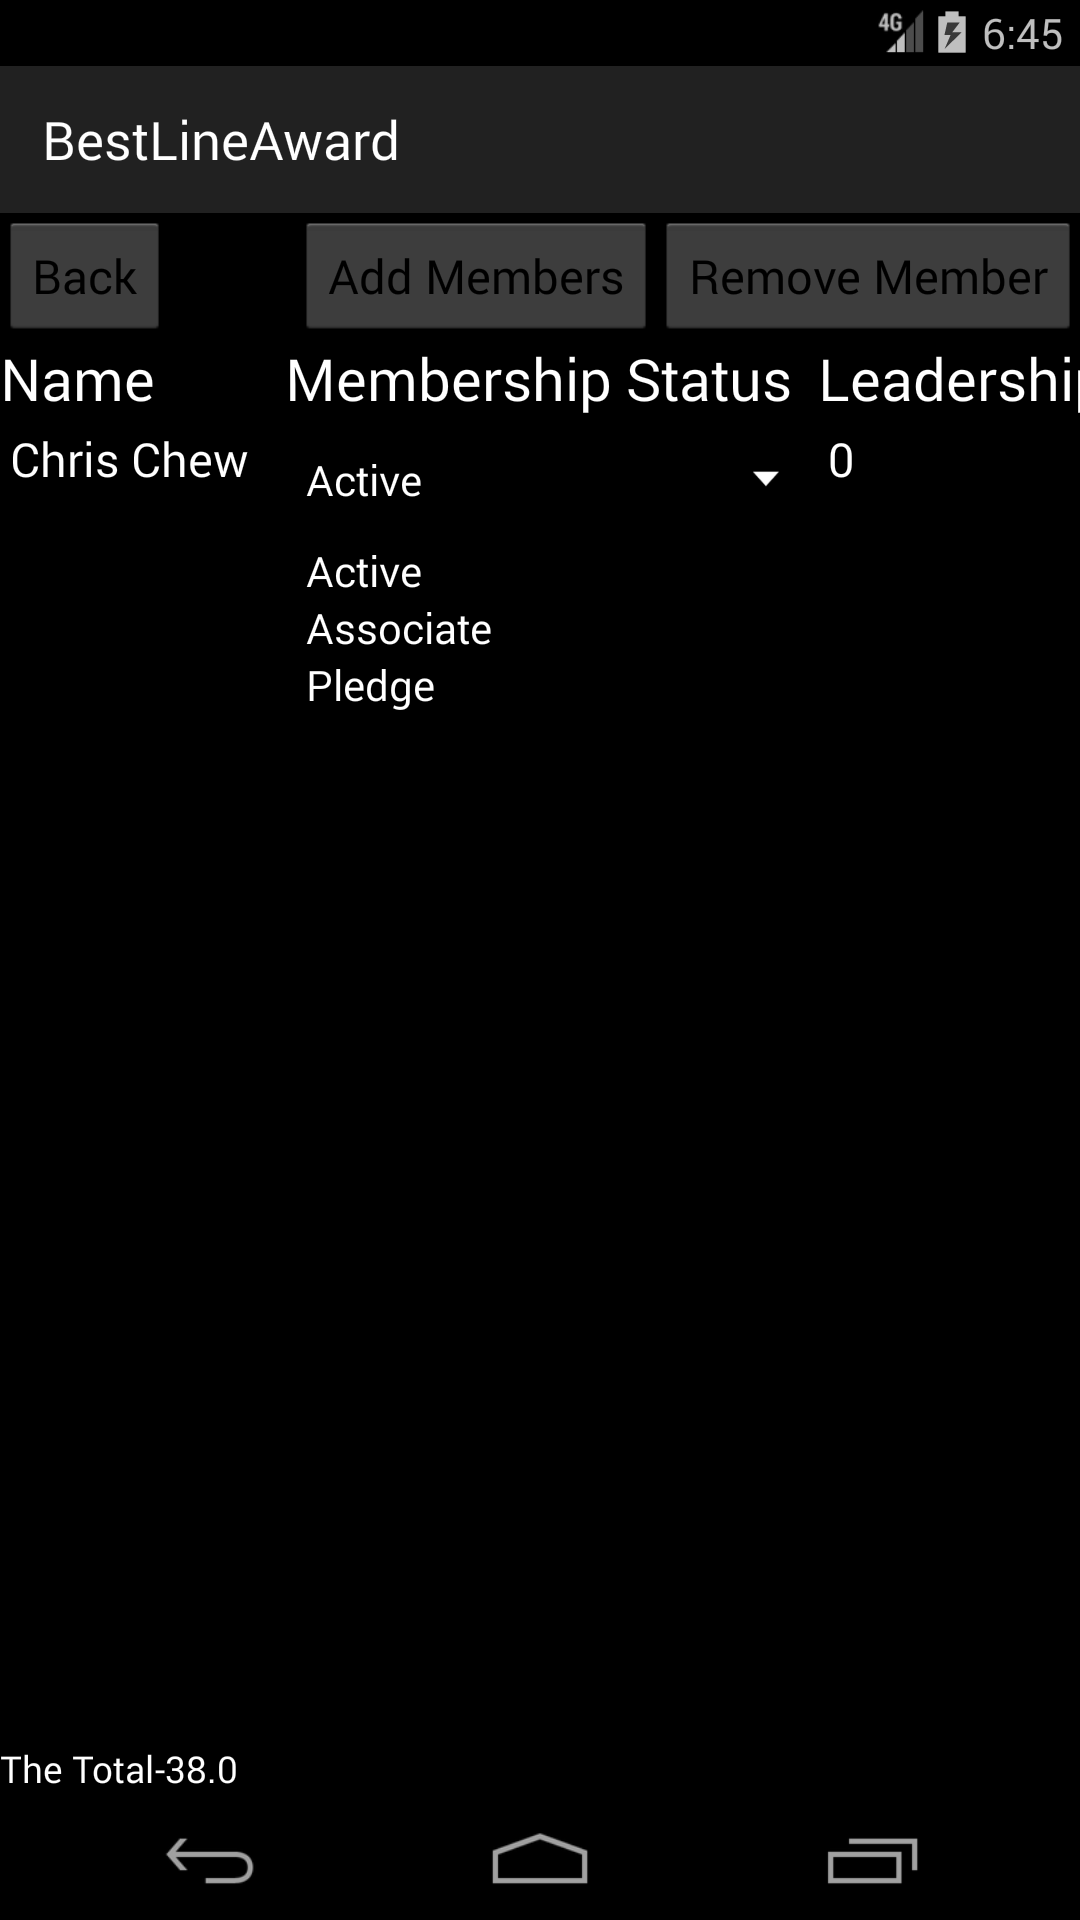 4G 6:45
BestLineAward
Back Add Members Remove Member
Name Membership Status Leadership
Chris Chew Active 0
Active
Associate
Pledge
The Total-38.0